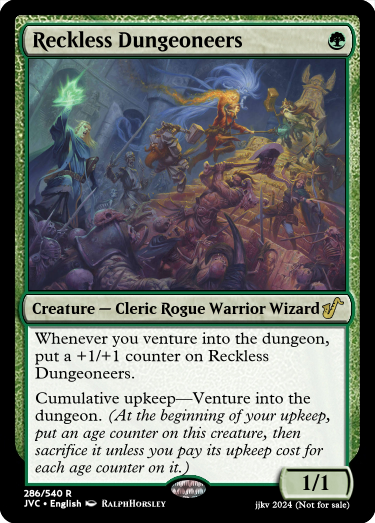 Reckless Dungeoneers
Creature — Cleric Rogue Warrior Wizard
Whenever you venture into the dungeon,
put a +1/+1 counter on Reckless
Dungeoneers.
Cumulative upkeep—Venture into the
dungeon. (At the beginning of your upkeep,
put an age counter on this creature, then
sacrifice it unless you pay its upkeep cost for
each age counter on it.)
1/1
286/540 R
JVC • English RALPHHORSLEY
jjkv 2024 (Not for sale)